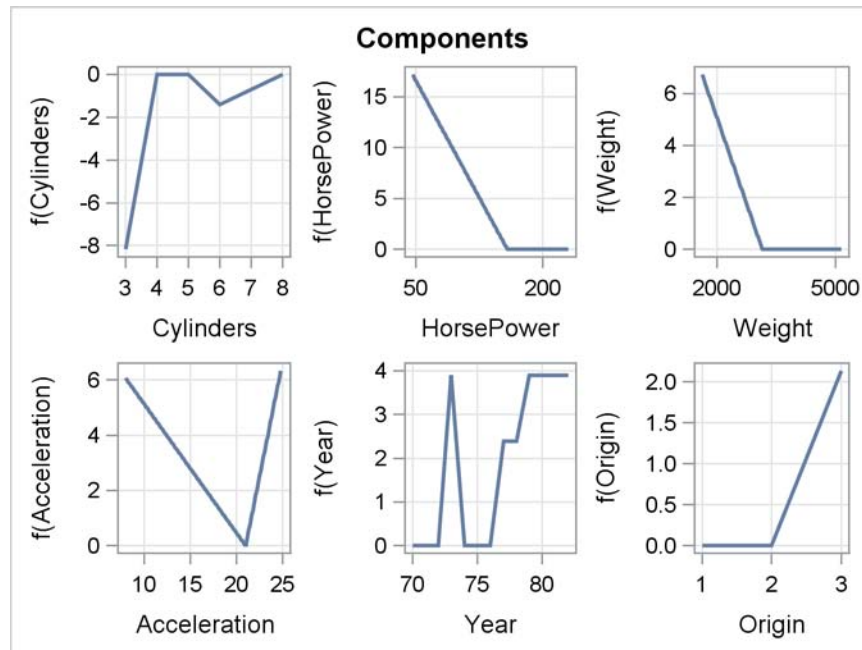 Components
f(Cylinders)
0
-2
-4
-6
-8
3 4 5 6 7 8
Cylinders
f(HorsePower)
15
10
5
0
50 200
HorsePower
f(Weight)
6
4
2
0
2000 5000
Weight
f(Acceleration)
6
4
2
0
10 15 20 25
Acceleration
f(Year)
4
3
2
1
0
70 75 80
Year
f(Origin)
2.0
1.5
1.0
0.5
0.0
1 2 3
Origin